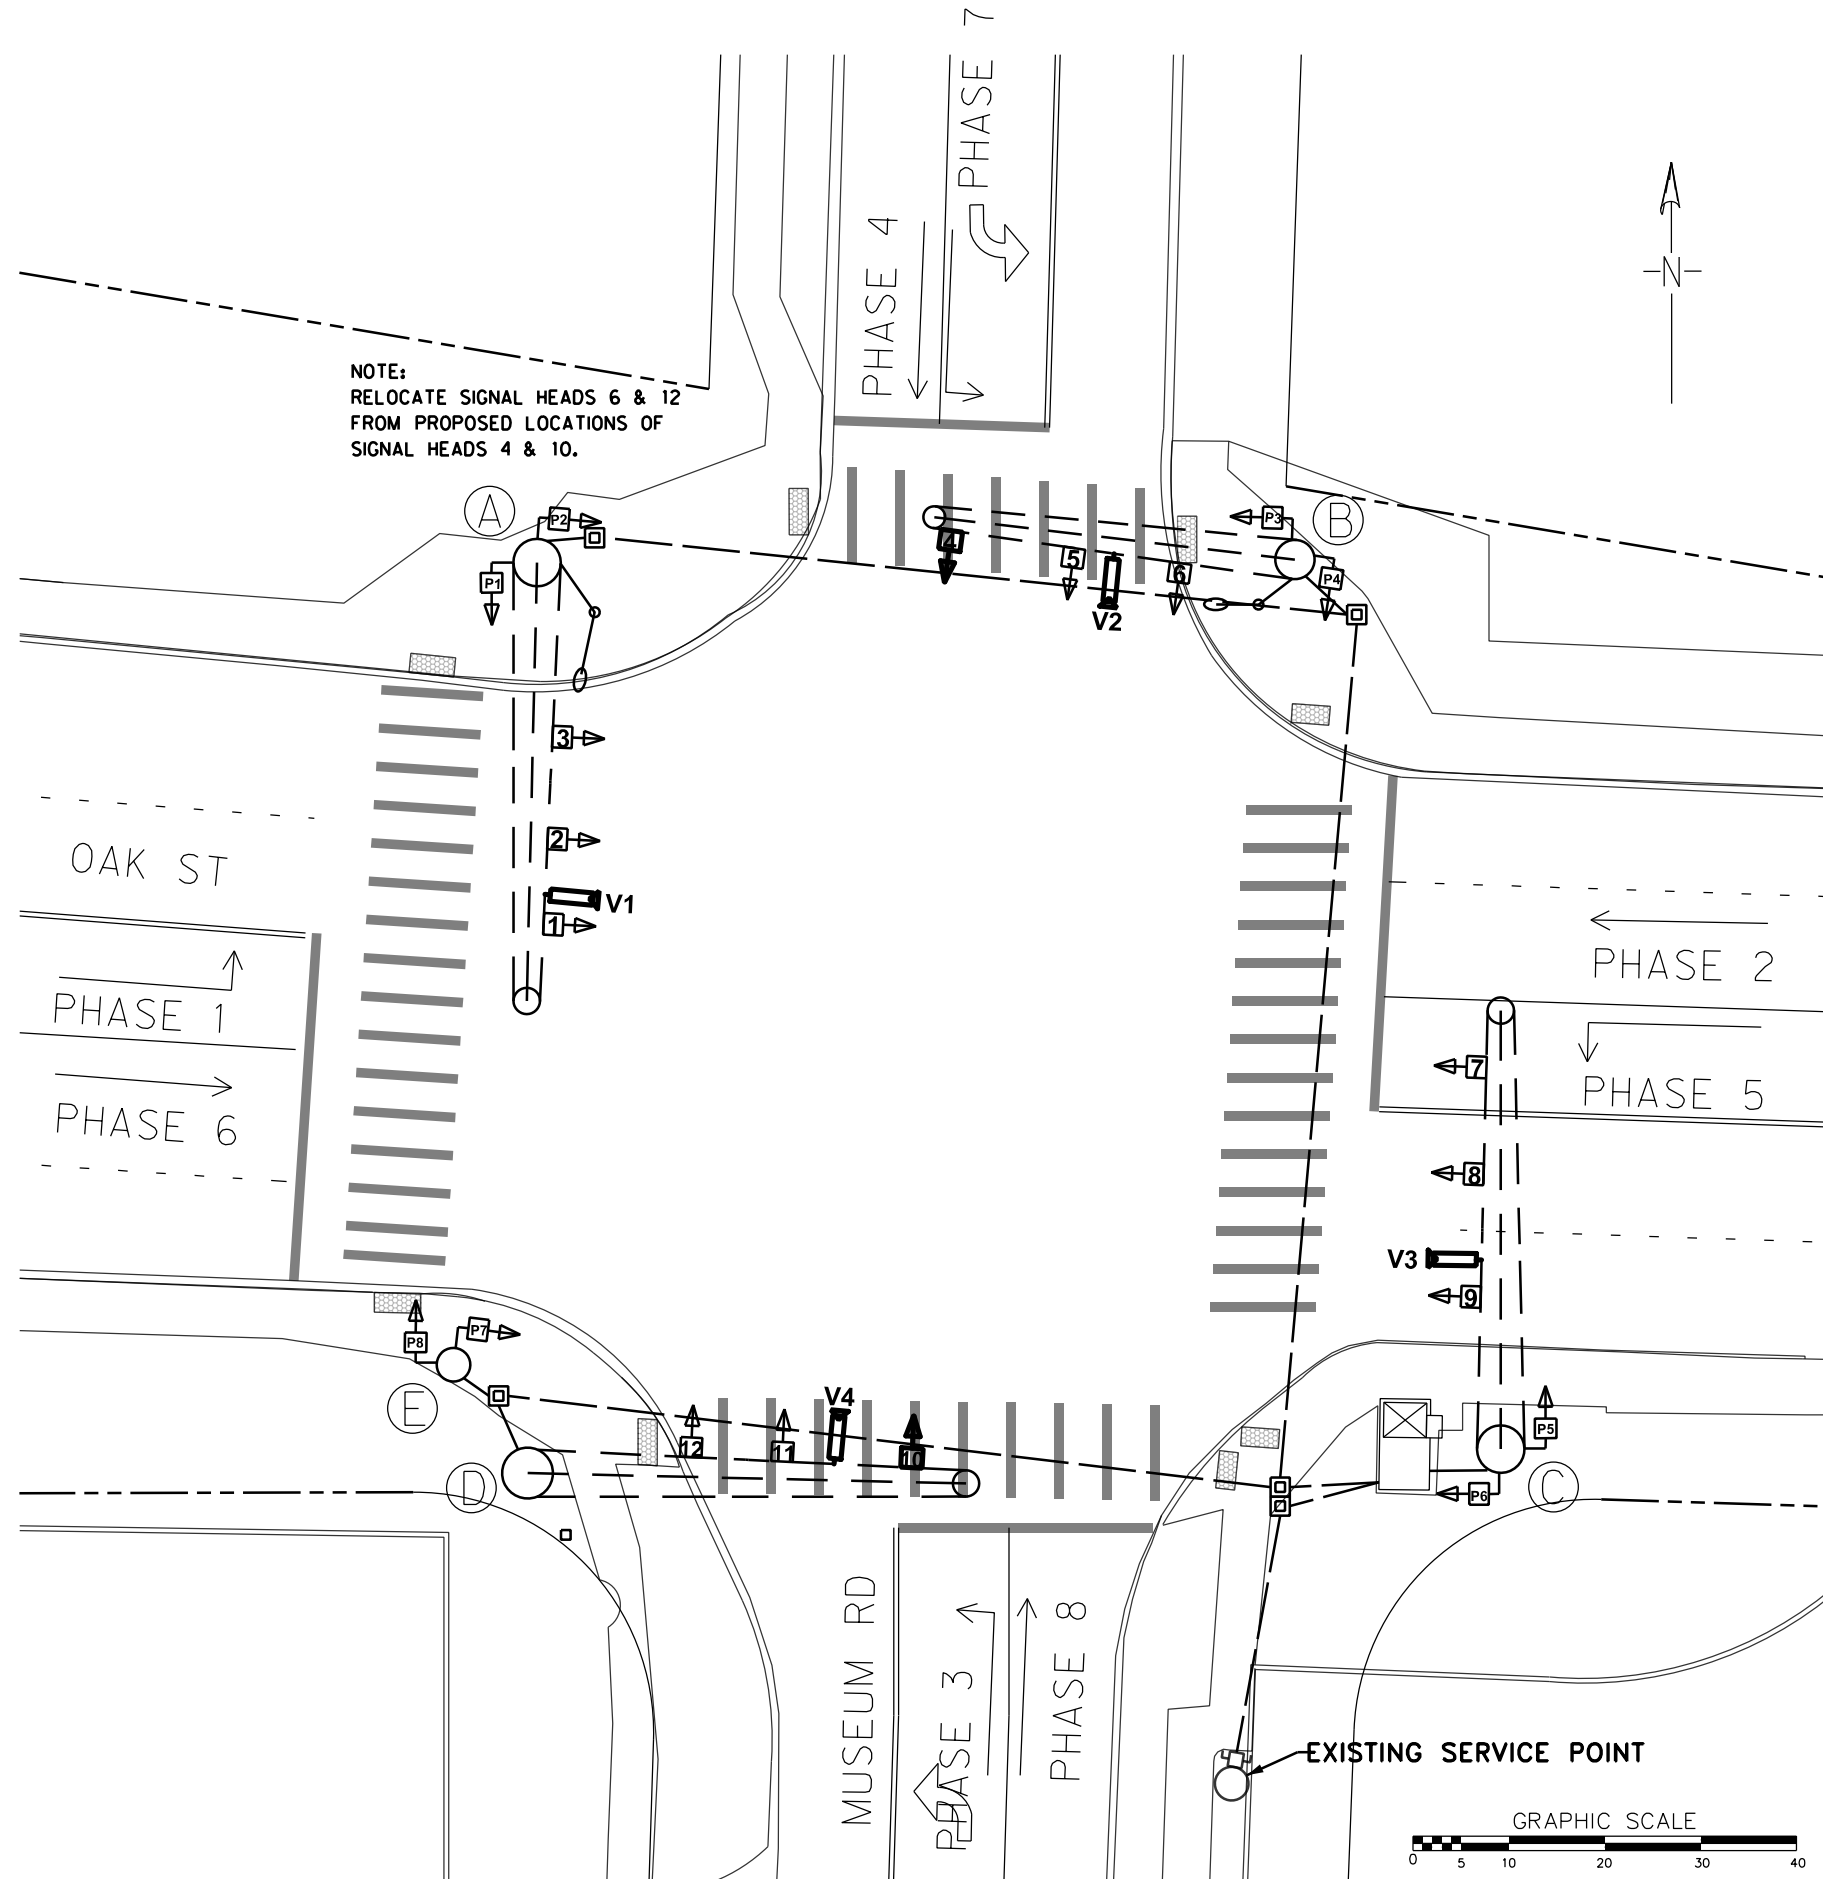 PHASE 7
PHASE 4
N
NOTE:
RELOCATE SIGNAL HEADS 6 & 12
FROM PROPOSED LOCATIONS OF
SIGNAL HEADS 4 & 10.
A
P2
P1
4
5
6
V2
P3
B
P4
3
2
V1
1
OAK ST
PHASE 1
PHASE 6
PHASE 2
PHASE 5
7
8
V3
9
P8
P7
E
V4
12
11
10
D
P5
P6
C
MUSEUM RD
PHASE 3
PHASE 8
EXISTING SERVICE POINT
GRAPHIC SCALE
0 5 10 20 30 40